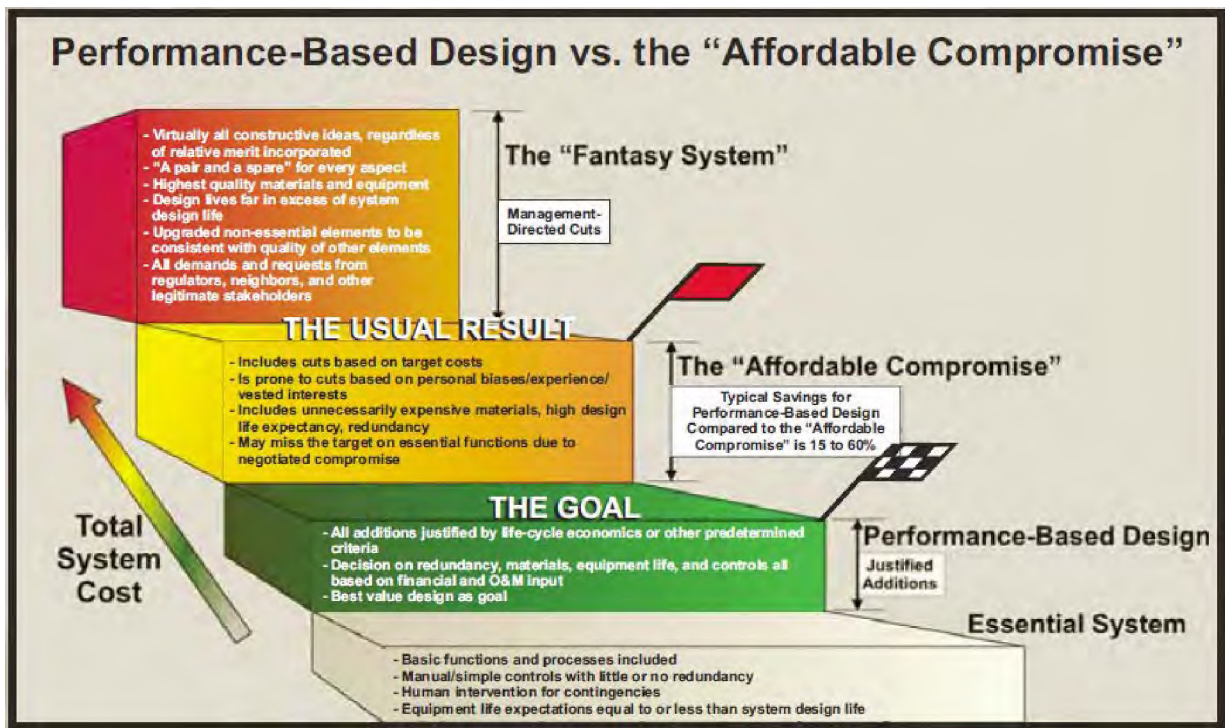 Performance-Based Design vs. the “Affordable Compromise”
- Virtually all constructive ideas, regardless
of relative merit incorporated
- "A pair and a spare" for every aspect
- Highest quality materials and equipment
- Design lives far in excess of system
design life
- Upgraded non-essential elements to be
consistent with quality of other elements
- All demands and requests from
regulators, neighbors, and other
legitimate stakeholders
The “Fantasy System”
Management-
Directed Cuts
THE USUAL RESULT
- Includes cuts based on target costs
- Is prone to cuts based on personal biases/experience/
vested interests
- Includes unnecessarily expensive materials, high design
life expectancy, redundancy
- May miss the target on essential functions due to
negotiated compromise
The “Affordable Compromise”
Typical Savings for
Performance-Based Design
Compared to the “Affordable
Compromise” is 15 to 60%
THE GOAL
- All additions justified by life-cycle economics or other predetermined
criteria
- Decision on redundancy, materials, equipment life, and controls all
based on financial and O&M input
- Best value design as goal
Performance-Based Design
Justified
Additions
Total
System
Cost
Essential System
- Basic functions and processes included
- Manual/simple controls with little or no redundancy
- Human intervention for contingencies
- Equipment life expectations equal to or less than system design life